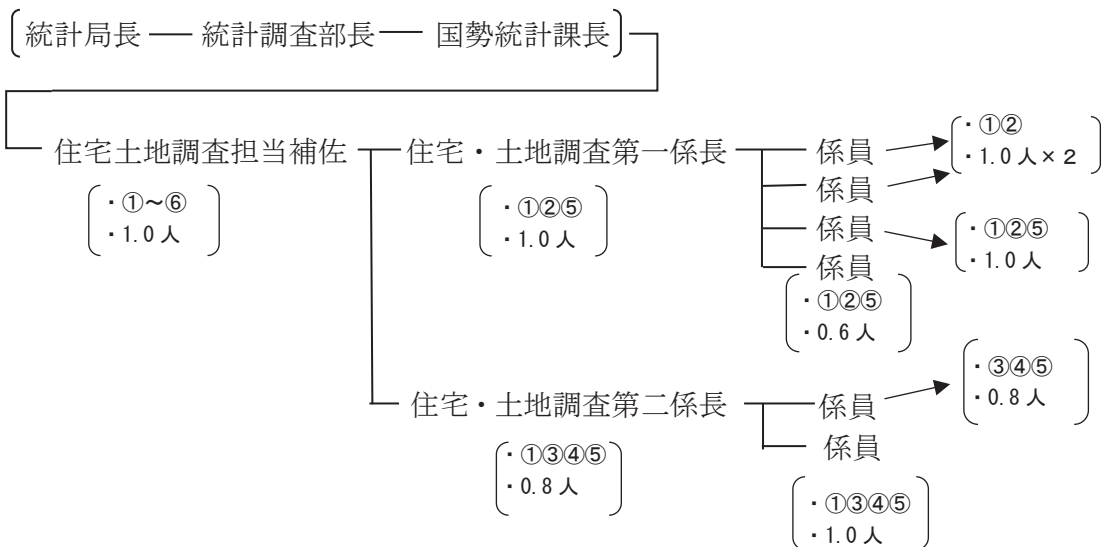 統計局長 統計調査部長 国勢統計課長
住宅土地調査担当補佐
・①～⑥
・1.0人
住宅・土地調査第一係長
・①②⑤
・1.0人
係員
・①②
・1.0人×2
係員
係員
・①②⑤
・1.0人
係員
・①②⑤
・0.6人
住宅・土地調査第二係長
・①③④⑤
・0.8人
係員
・③④⑤
・0.8人
係員
・①③④⑤
・1.0人